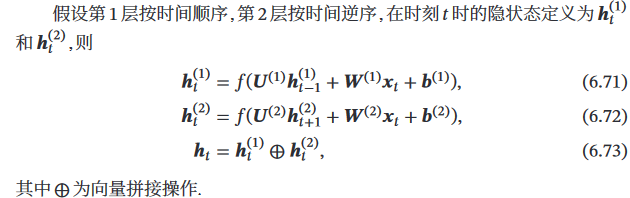 假设第1层按时间顺序,第2层按时间逆序,在时刻t时的隐状态定义为 $\boldsymbol{h}_t^{(1)}$
和 $\boldsymbol{h}_t^{(2)}$,则
$\boldsymbol{h}_t^{(1)} = f(\boldsymbol{U}^{(1)}\boldsymbol{h}_{t-1}^{(1)} + \boldsymbol{W}^{(1)}\boldsymbol{x}_t + \boldsymbol{b}^{(1)}),$ (6.71)
$\boldsymbol{h}_t^{(2)} = f(\boldsymbol{U}^{(2)}\boldsymbol{h}_{t+1}^{(2)} + \boldsymbol{W}^{(2)}\boldsymbol{x}_t + \boldsymbol{b}^{(2)}),$ (6.72)
$\boldsymbol{h}_t = \boldsymbol{h}_t^{(1)} \oplus \boldsymbol{h}_t^{(2)},$ (6.73)
其中 ⊕ 为向量拼接操作.